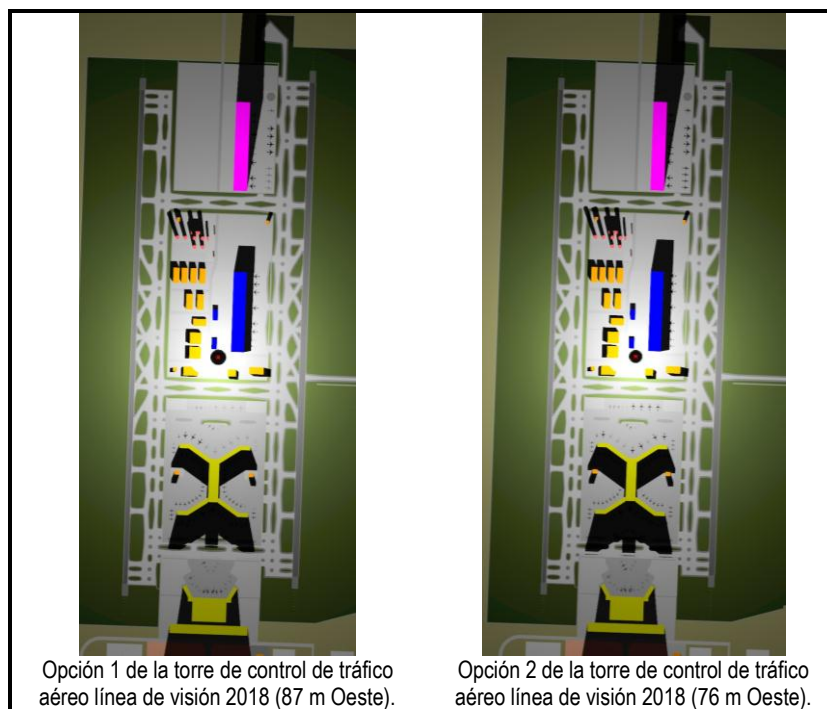 Opción 1 de la torre de control de tráfico
aéreo línea de visión 2018 (87 m Oeste).
Opción 2 de la torre de control de tráfico
aéreo línea de visión 2018 (76 m Oeste).